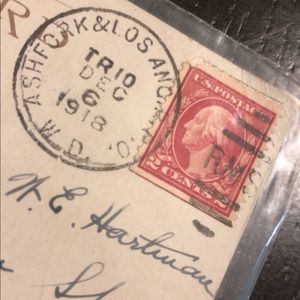 ASHFORK & LOS ANG
TR 10
DEC
6
1918
W.D.
U.S. POSTAGE
2 CENTS 2
R.M.S.
W. E. Hartman